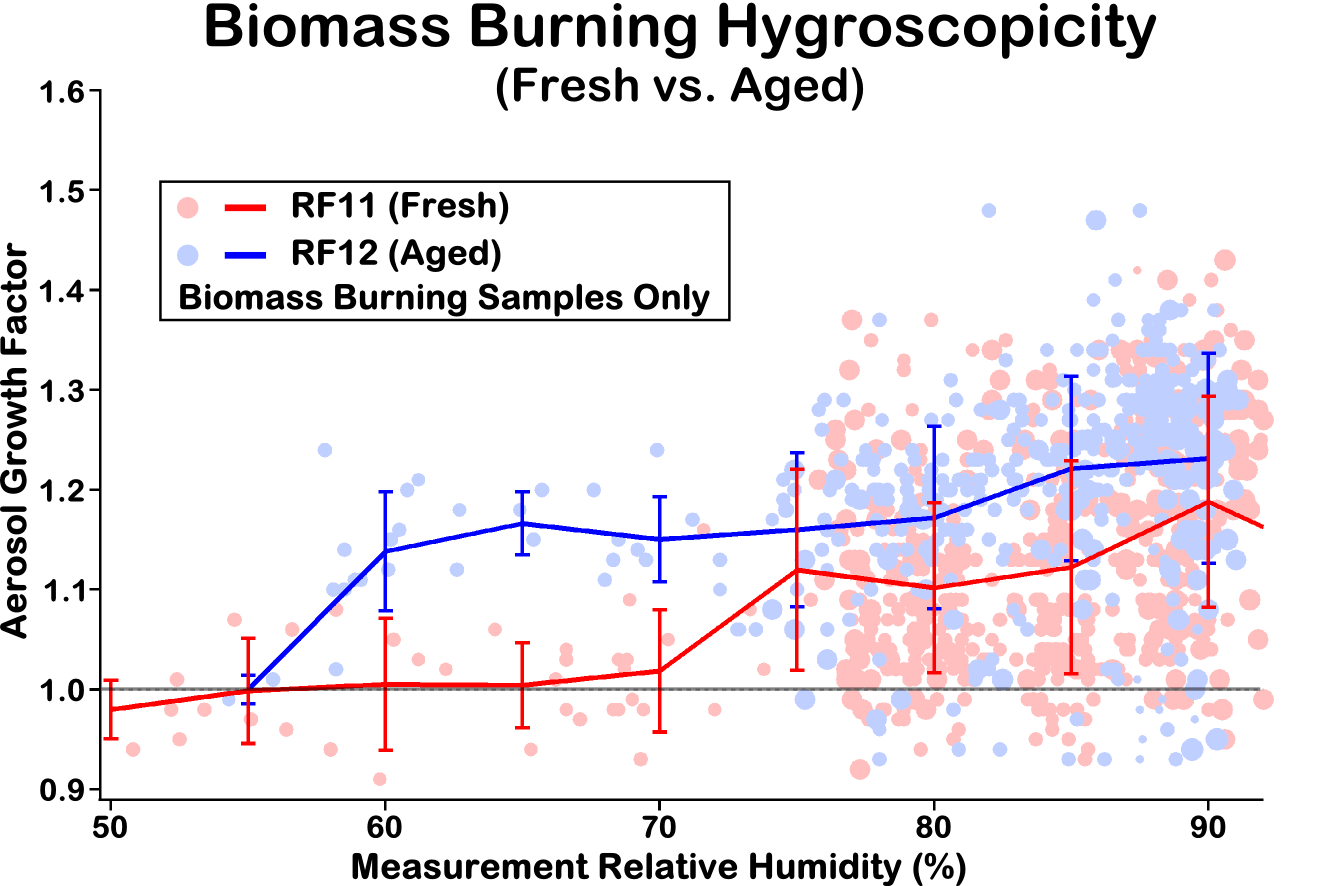 Biomass Burning Hygroscopicity
(Fresh vs. Aged)
1.6
1.5
1.4
1.3
1.2
1.1
1.0
0.9
Aerosol Growth Factor
RF11 (Fresh)
RF12 (Aged)
Biomass Burning Samples Only
50 60 70 80 90
Measurement Relative Humidity (%)